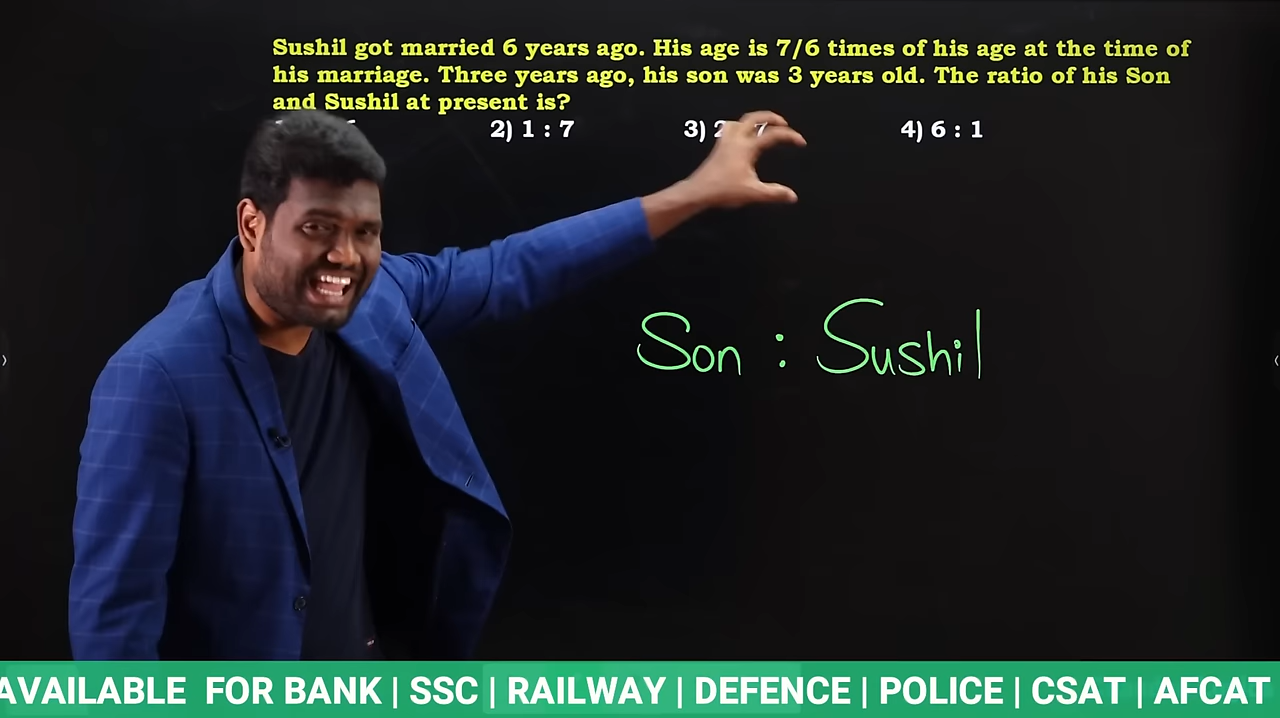 Sushil got married 6 years ago. His age is 7/6 times of his age at the time of
his marriage. Three years ago, his son was 3 years old. The ratio of his Son
and Sushil at present is?
2) 1 : 7 3) 2 7 4) 6 : 1
Son : Sushil
AVAILABLE FOR BANK | SSC | RAILWAY | DEFENCE | POLICE | CSAT | AFCAT